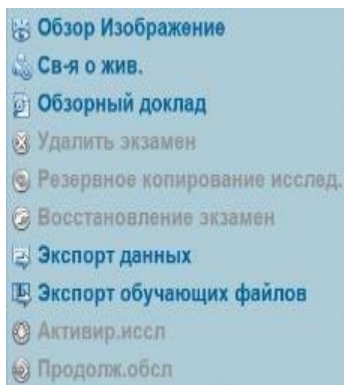 Обзор Изображение
Св-я о жив.
Обзорный доклад
Удалить экзамен
Резервное копирование исслед.
Восстановление экзамен
Экспорт данных
Экспорт обучающих файлов
Активир.иссл
Продолж.обсл